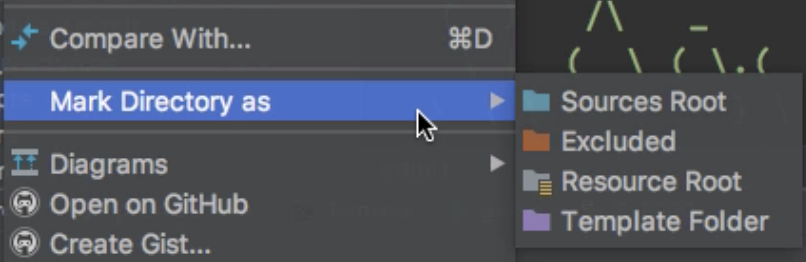 Compare With... ⌘D
Mark Directory as
Sources Root
Excluded
Resource Root
Template Folder
Diagrams
Open on GitHub
Create Gist...